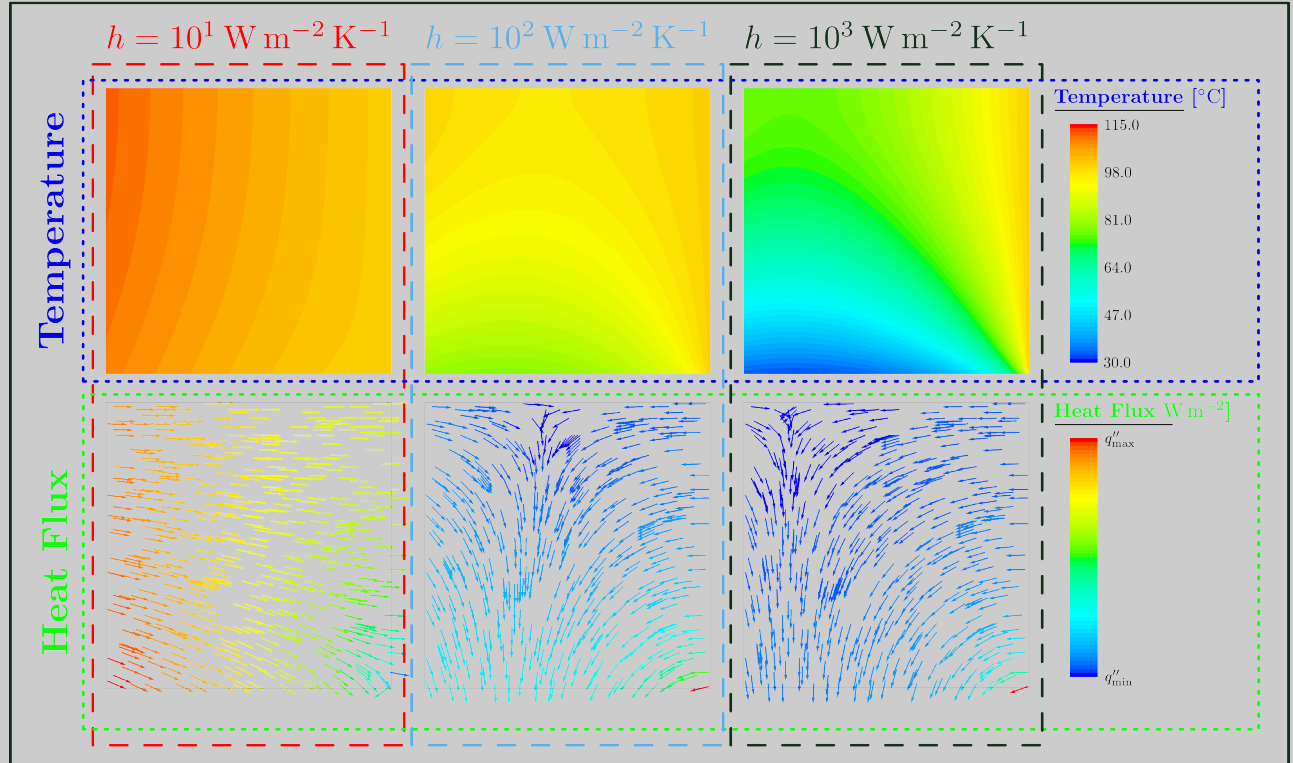 h = 10¹ W m⁻² K⁻¹
h = 10² W m⁻² K⁻¹
h = 10³ W m⁻² K⁻¹
Temperature
Temperature [°C]
115.0
98.0
81.0
64.0
47.0
30.0
Heat Flux
Heat Flux W m⁻²]
q″max
q″min